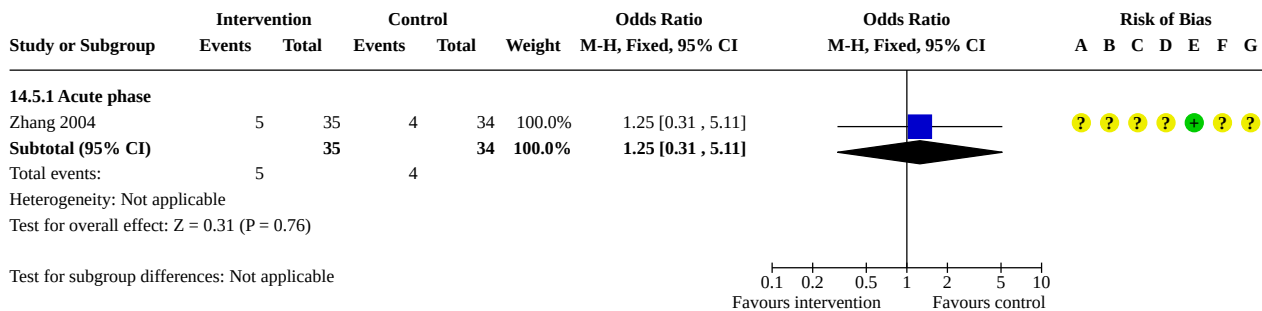 Intervention Control Odds Ratio Odds Ratio Risk of Bias
Study or Subgroup Events Total Events Total Weight M-H, Fixed, 95% CI M-H, Fixed, 95% CI A B C D E F G
14.5.1 Acute phase
Zhang 2004 5 35 4 34 100.0% 1.25 [0.31 , 5.11] ? ? ? ? + ? ?
Subtotal (95% CI) 35 34 100.0% 1.25 [0.31 , 5.11]
Total events: 5 4
Heterogeneity: Not applicable
Test for overall effect: Z = 0.31 (P = 0.76)
Test for subgroup differences: Not applicable
0.1 0.2 0.5 1 2 5 10
Favours intervention Favours control